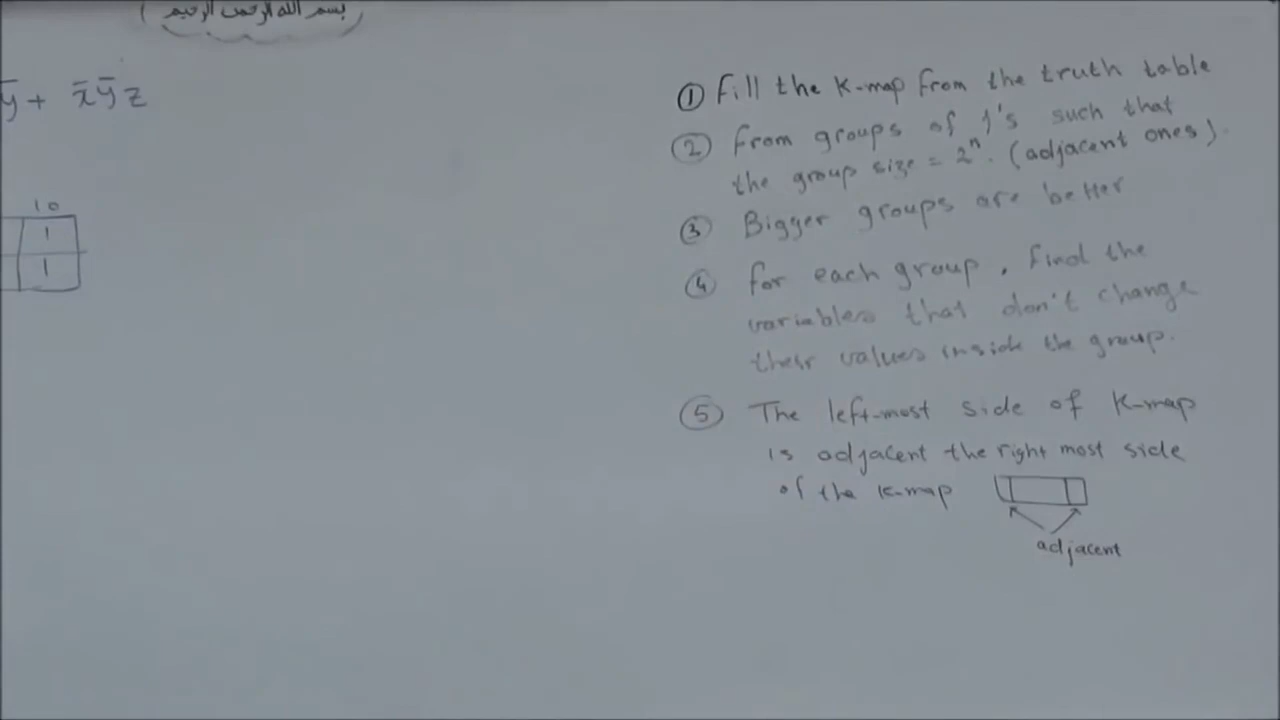 بسم الله الرحمن الرحيم
ȳ + x̄ ȳ z
10
1
1
① Fill the K-map from the truth table
② From groups of 1's such that
the group size = 2ⁿ. (adjacent ones).
③ Bigger groups are better
④ for each group, find the
variables that don't change
their values inside the group.
⑤ The left-most side of K-map
is adjacent the right most side
of the K-map
adjacent